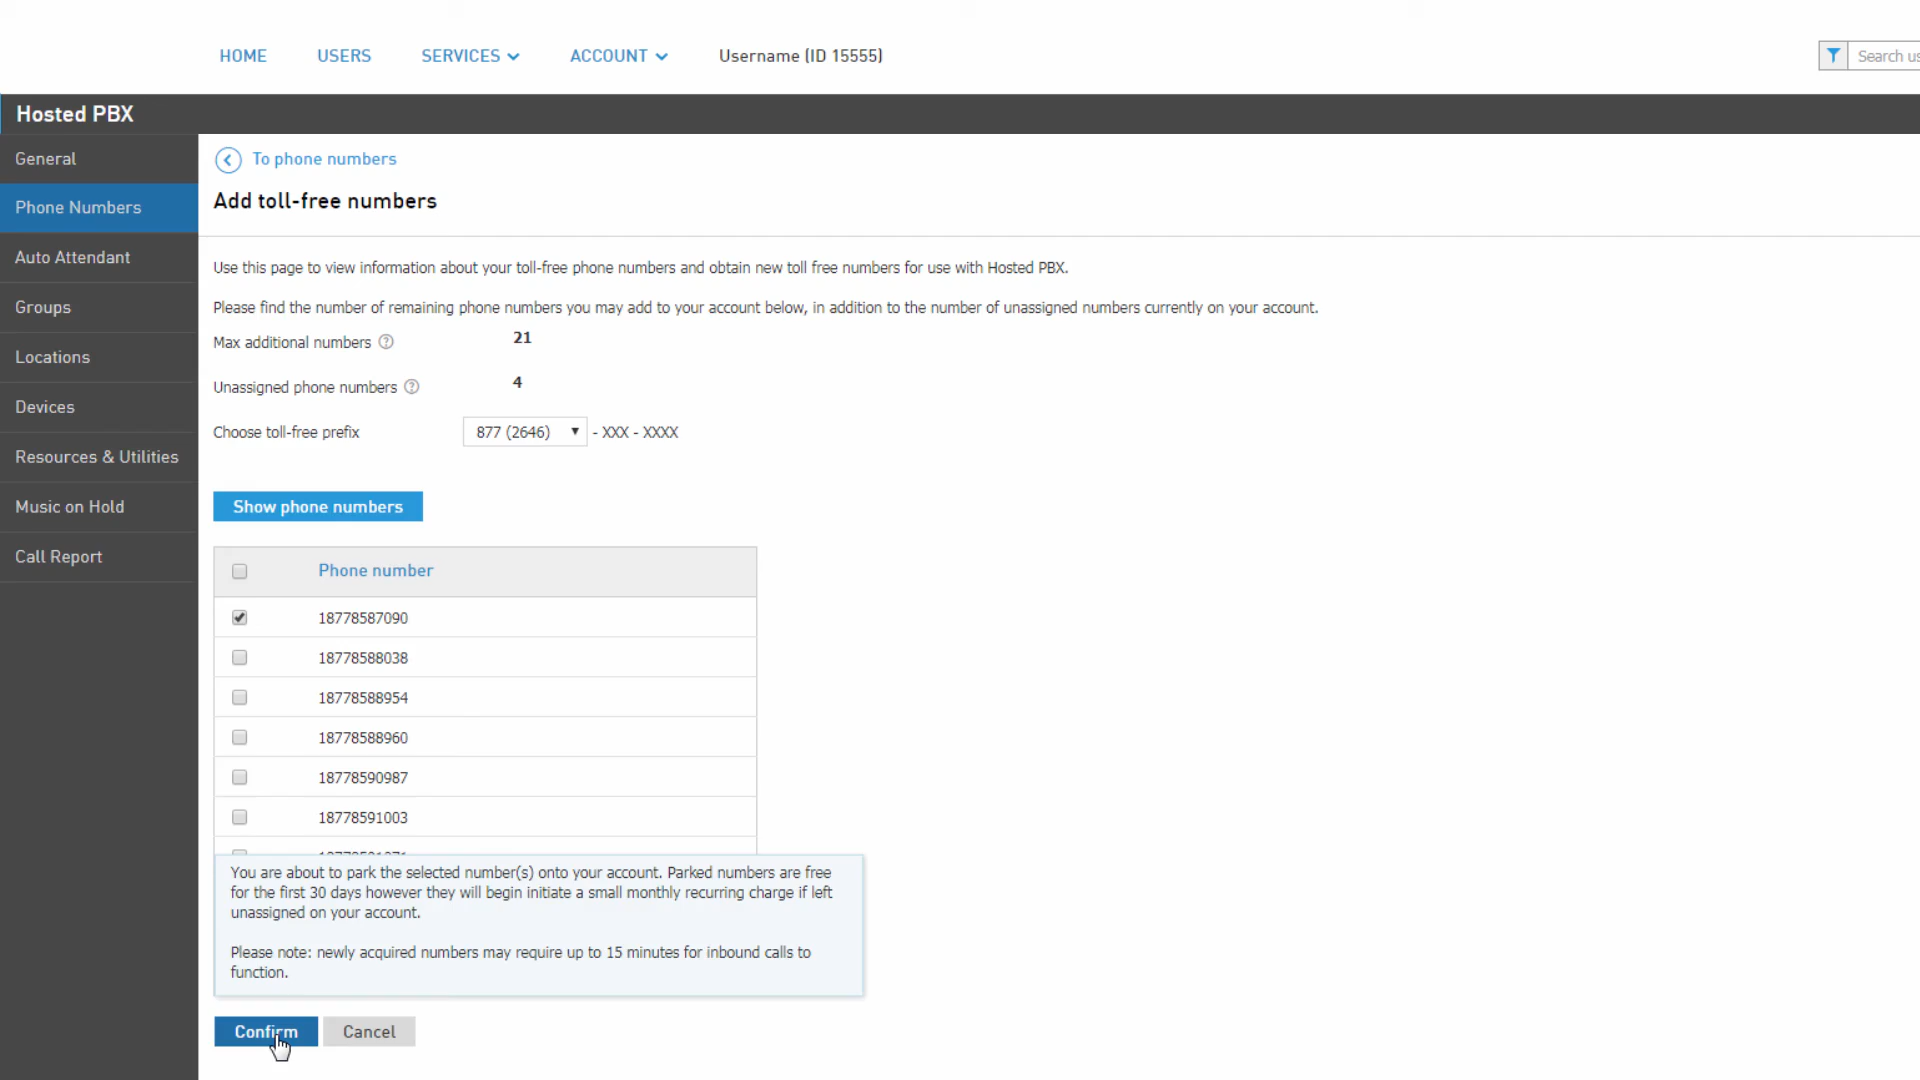 HOME USERS SERVICES ACCOUNT Username (ID 15555)
Search us
Hosted PBX
General
Phone Numbers
Auto Attendant
Groups
Locations
Devices
Resources & Utilities
Music on Hold
Call Report
To phone numbers
Add toll-free numbers
Use this page to view information about your toll-free phone numbers and obtain new toll free numbers for use with Hosted PBX.
Please find the number of remaining phone numbers you may add to your account below, in addition to the number of unassigned numbers currently on your account.
Max additional numbers ? 21
Unassigned phone numbers ? 4
Choose toll-free prefix 877 (2646) - XXX - XXXX
Show phone numbers
Phone number
18778587090
18778588038
18778588954
18778588960
18778590987
18778591003
You are about to park the selected number(s) onto your account. Parked numbers are free
for the first 30 days however they will begin initiate a small monthly recurring charge if left
unassigned on your account.
Please note: newly acquired numbers may require up to 15 minutes for inbound calls to
function.
Confirm Cancel